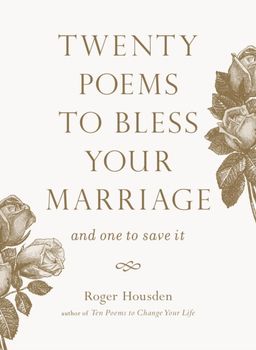 TWENTY
POEMS
TO BLESS
YOUR
MARRIAGE
and one to save it
Roger Housden
author of Ten Poems to Change Your Life